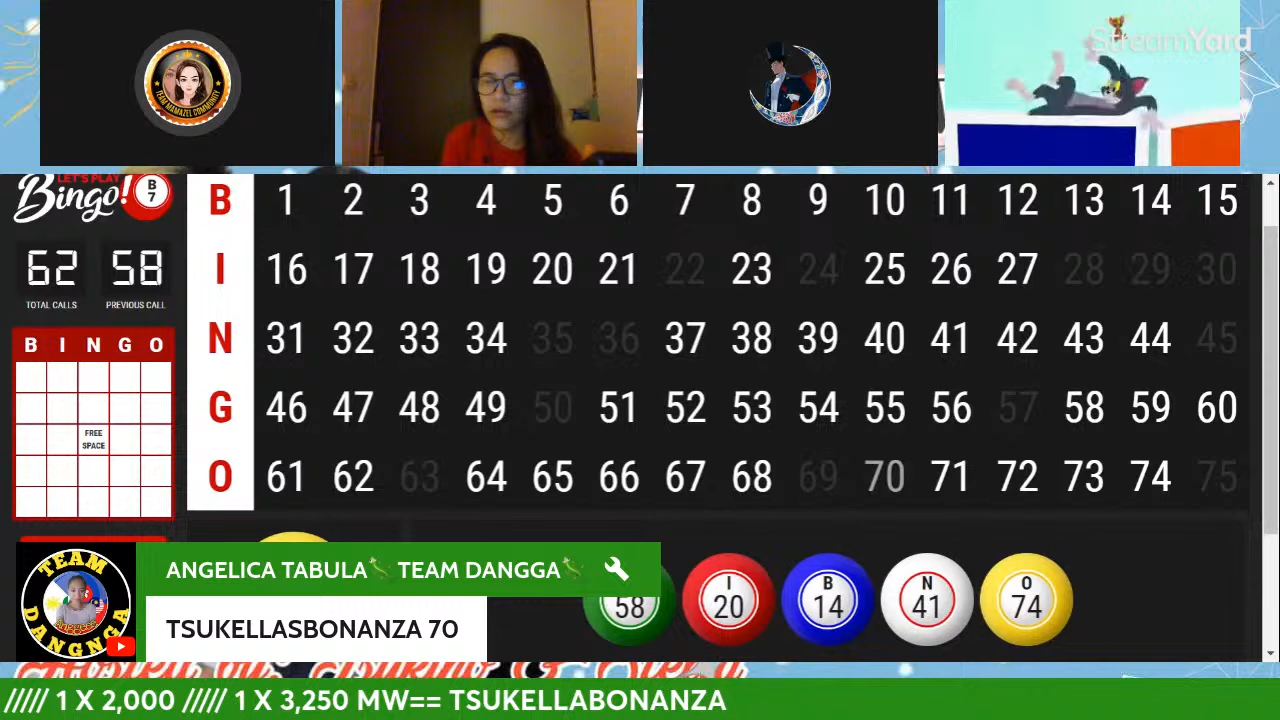 TEAM MAMAZEL COMMUNITY
StreamYard
LET'S PLAY
Bingo!
B
7
62 58
TOTAL CALLS PREVIOUS CALL
B I N G O
FREE
SPACE
B 1 2 3 4 5 6 7 8 9 10 11 12 13 14 15
I 16 17 18 19 20 21 22 23 24 25 26 27 28 29 30
N 31 32 33 34 35 36 37 38 39 40 41 42 43 44 45
G 46 47 48 49 50 51 52 53 54 55 56 57 58 59 60
O 61 62 63 64 65 66 67 68 69 70 71 72 73 74 75
58
I
20
B
14
N
41
O
74
TEAM
DANGNGA
ANGELICA TABULA TEAM DANGGA
TSUKELLASBONANZA 70
///// 1 X 2,000 ///// 1 X 3,250 MW== TSUKELLABONANZA